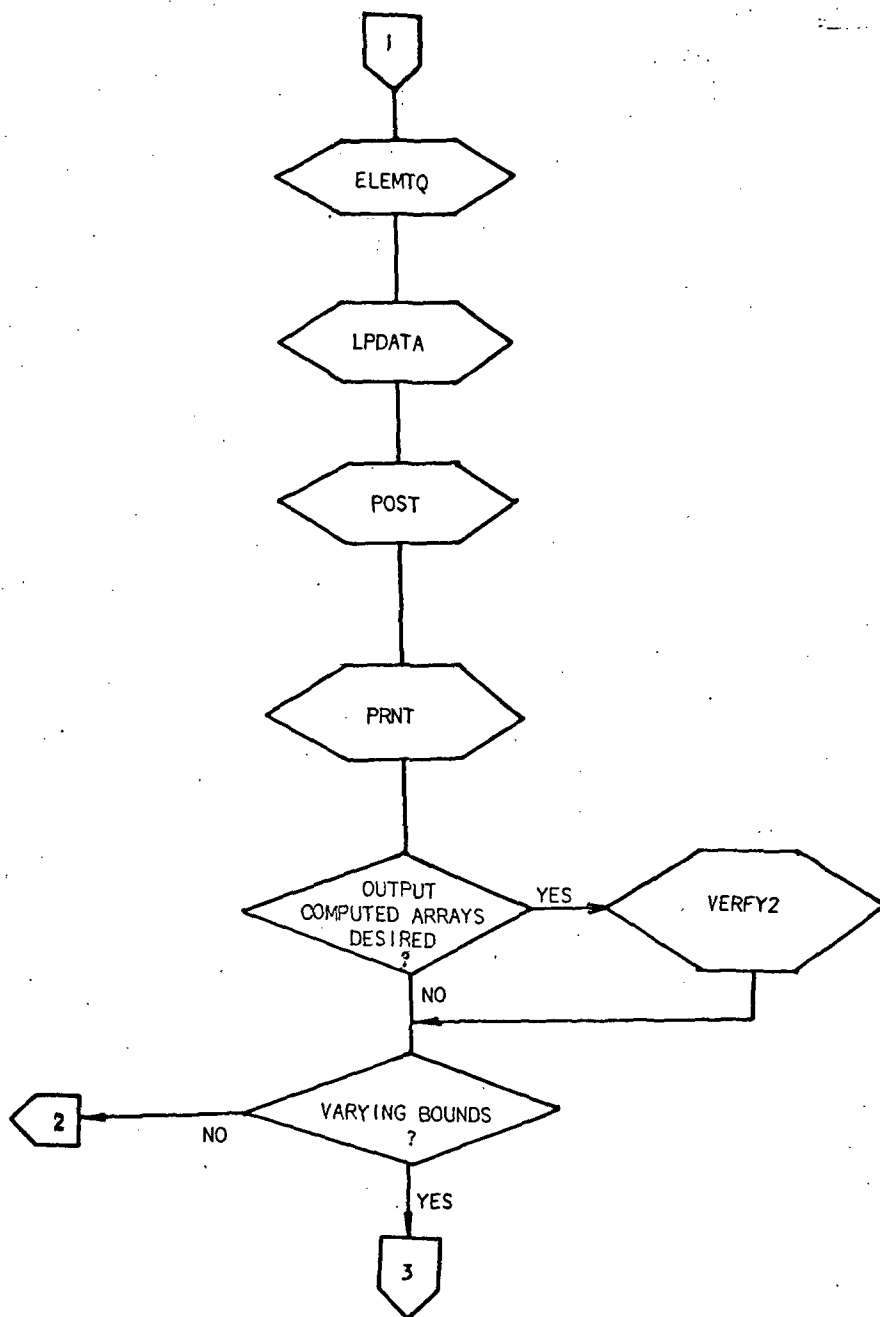 1
ELEMTQ
LPDATA
POST
PRNT
OUTPUT
COMPUTED ARRAYS
DESIRED
?
YES
VERFY2
NO
VARYING BOUNDS
?
2
NO
YES
3